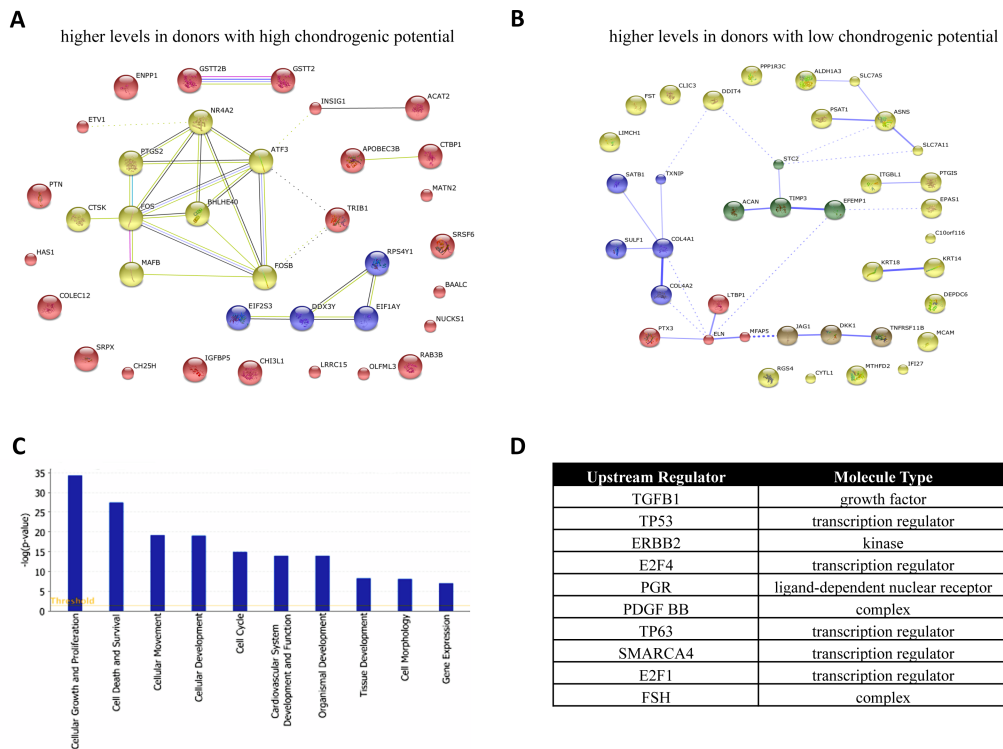 A
higher levels in donors with high chondrogenic potential
GSTT2B
GSTT2
ENPP1
ACAT2
INSIG1
NR4A2
ETV1
ATF3
PTGS2
APOBEC3B
CTBP1
PTN
MATN2
CTSK
FOS
BHLHE40
TRIB1
SRSF6
RPS4Y1
HAS1
MAFB
FOSB
BAALC
COLEC12
EIF2S3
DDX3Y
EIF1AY
NUCKS1
SRPX
CH25H
IGFBP5
CHI3L1
LRRC15
OLFML3
RAB3B
B
higher levels in donors with low chondrogenic potential
PPP1R3C
ALDH1A3
SLC7A5
CLIC3
FST
DDIT4
PSAT1
ASNS
LIMCH1
SLC7A11
STC2
SATB1
TXNIP
ITGBL1
PTGIS
ACAN
TIMP3
EFEMP1
EPAS1
SULF1
COL4A1
C10orf116
KRT18
KRT14
COL4A2
LTBP1
DEPDC6
PTX3
ELN
MFAP5
JAG1
DKK1
TNFRSF11B
MCAM
RGS4
CYTL1
MTHFD2
IFI27
C
-log(p-value)
35
30
25
20
15
10
5
0
Threshold
Cellular Growth and Proliferation
Cell Death and Survival
Cellular Movement
Cellular Development
Cell Cycle
Cardiovascular System
Development and Function
Organismal Development
Tissue Development
Cell Morphology
Gene Expression
D
Upstream Regulator Molecule Type
TGFB1 growth factor
TP53 transcription regulator
ERBB2 kinase
E2F4 transcription regulator
PGR ligand-dependent nuclear receptor
PDGF BB complex
TP63 transcription regulator
SMARCA4 transcription regulator
E2F1 transcription regulator
FSH complex